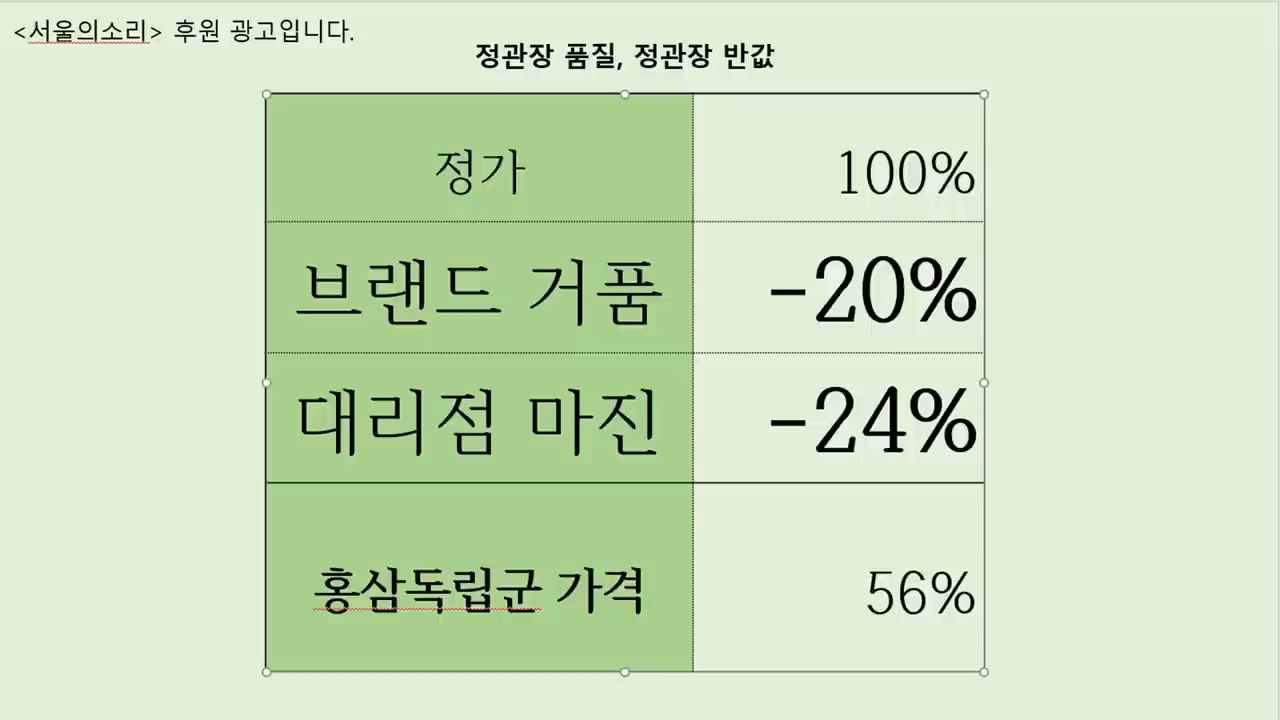 <서울의소리> 후원 광고입니다.
정관장 품질, 정관장 반값
정가 100%
브랜드 거품 -20%
대리점 마진 -24%
홍삼독립군 가격 56%